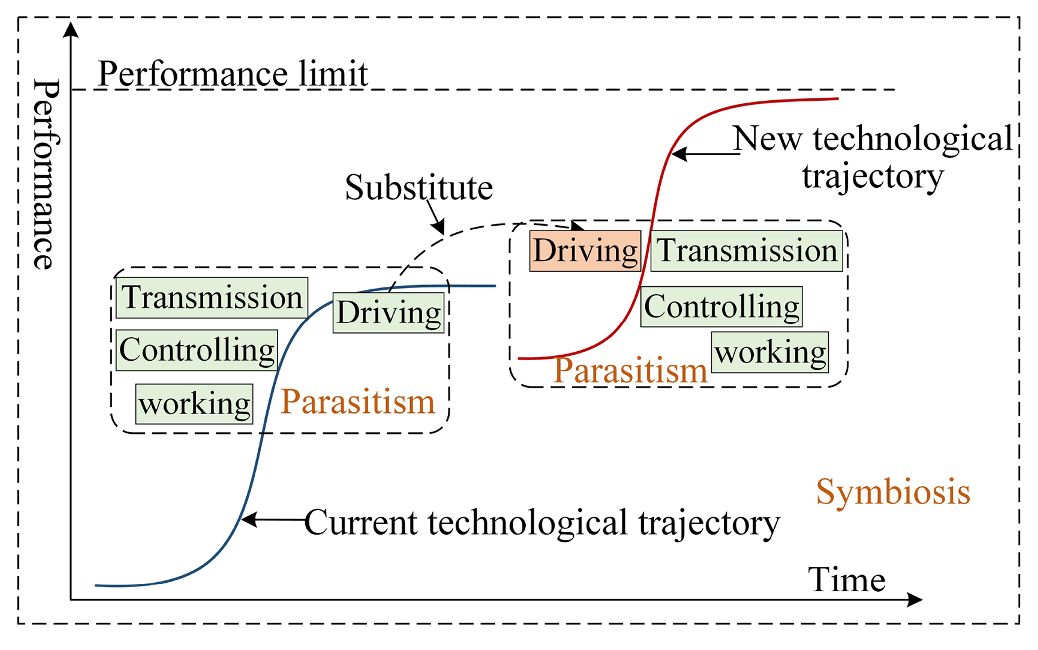 Performance limit
Performance
New technological
trajectory
Substitute
Driving
Transmission
Controlling
working
Parasitism
Transmission
Driving
Controlling
working
Parasitism
Symbiosis
Current technological trajectory
Time